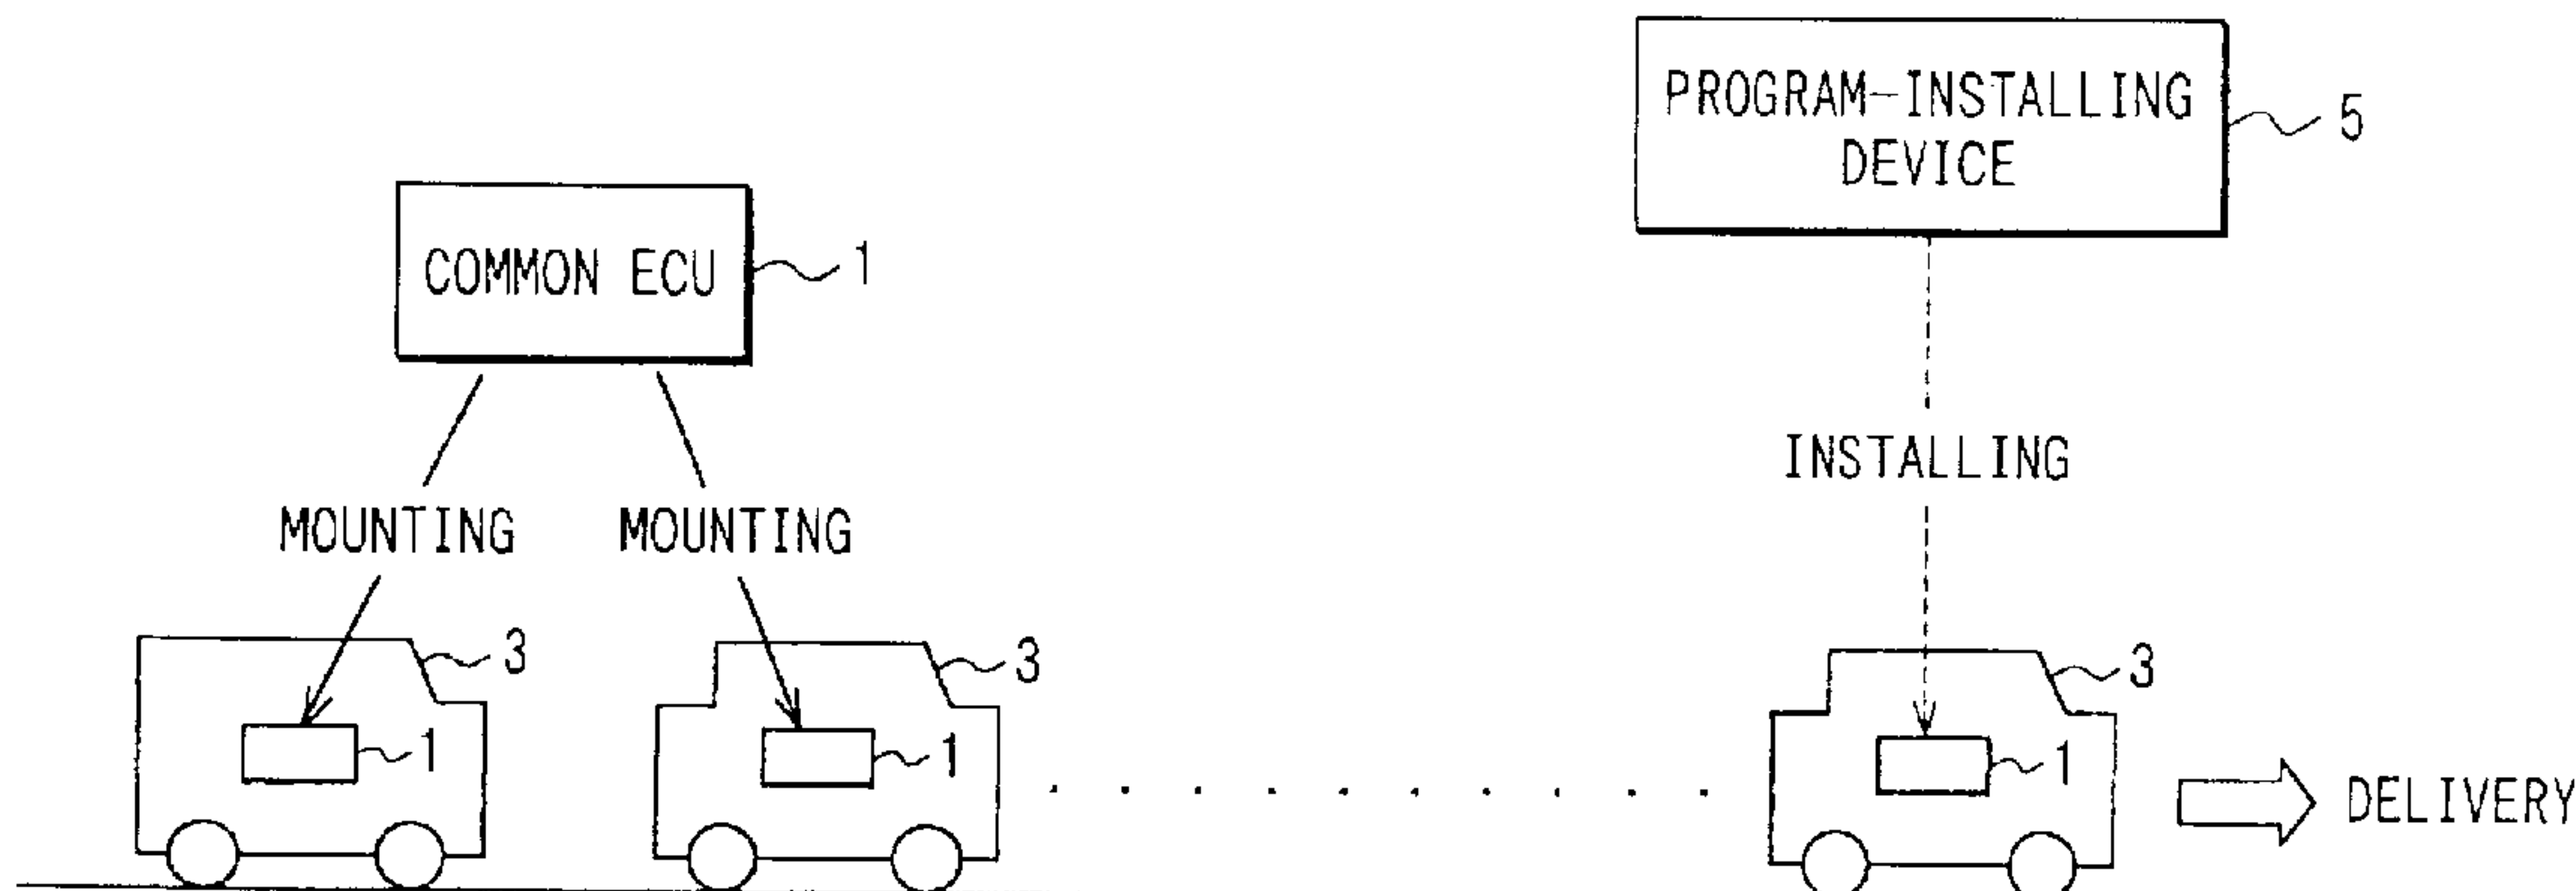 PROGRAM-INSTALLING
DEVICE
5
COMMON ECU
1
INSTALLING
MOUNTING
MOUNTING
3
3
3
1
1
1
DELIVERY